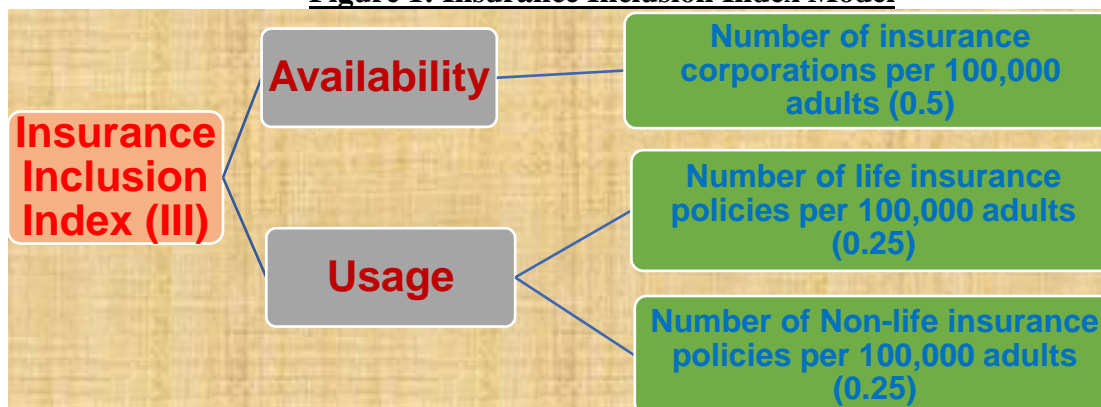 Figure 1: Insurance Inclusion Index Model
Availability
Number of insurance
corporations per 100,000
adults (0.5)
Insurance
Inclusion
Index (III)
Number of life insurance
policies per 100,000 adults
(0.25)
Usage
Number of Non-life insurance
policies per 100,000 adults
(0.25)